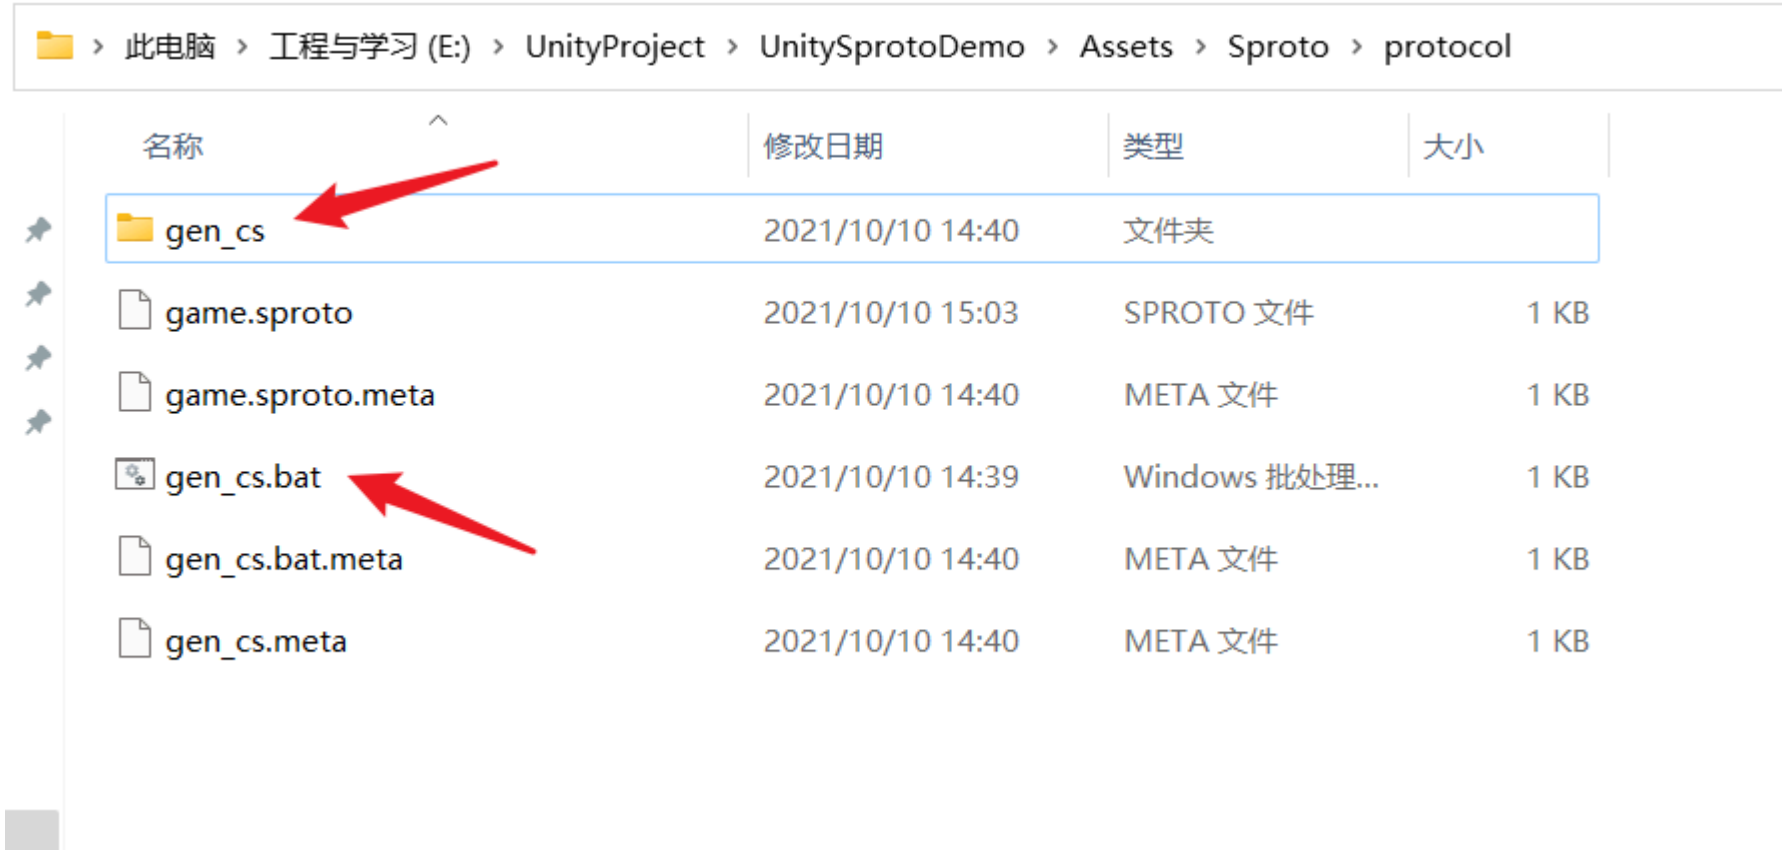 此电脑 > 工程与学习 (E:) > UnityProject > UnitySprotoDemo > Assets > Sproto > protocol
名称 修改日期 类型 大小
gen_cs 2021/10/10 14:40 文件夹
game.sproto 2021/10/10 15:03 SPROTO 文件 1 KB
game.sproto.meta 2021/10/10 14:40 META 文件 1 KB
gen_cs.bat 2021/10/10 14:39 Windows 批处理... 1 KB
gen_cs.bat.meta 2021/10/10 14:40 META 文件 1 KB
gen_cs.meta 2021/10/10 14:40 META 文件 1 KB